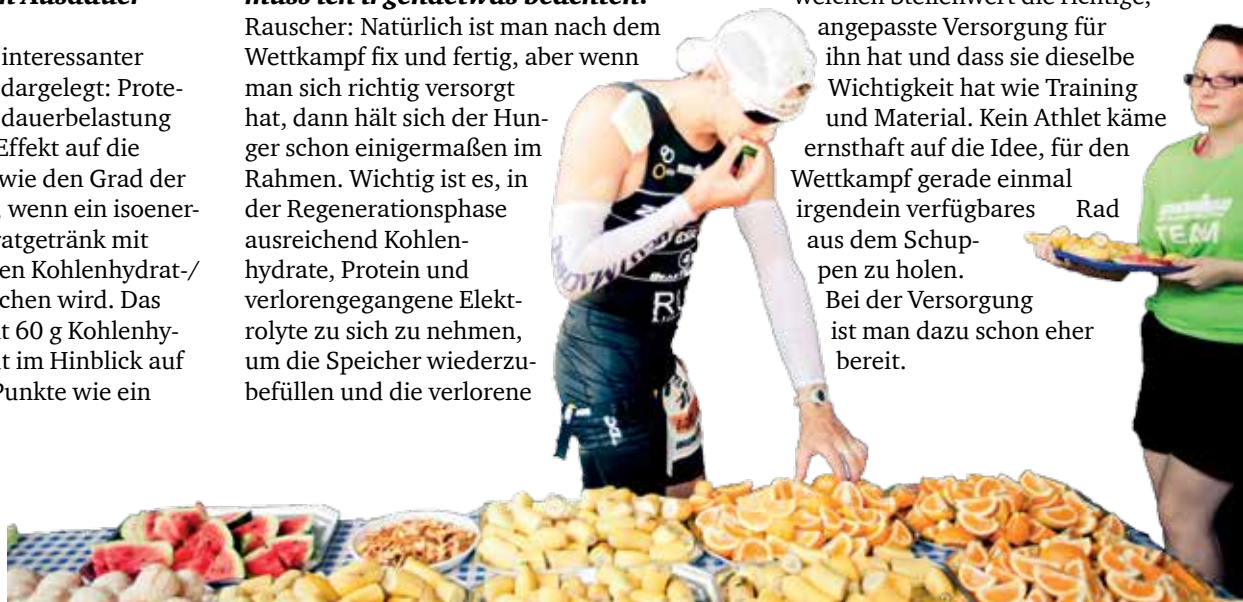 interessanter
dargelegt: Prote-
dauerbelastung
Effekt auf die
wie den Grad der
wenn ein isoener-
ratgetränk mit
en Kohlenhydrat-/
chen wird. Das
t 60 g Kohlenhy-
t im Hinblick auf
Punkte wie ein
Rauscher: Natürlich ist man nach dem
Wettkampf fix und fertig, aber wenn
man sich richtig versorgt
hat, dann hält sich der Hun-
ger schon einigermaßen im
Rahmen. Wichtig ist es, in
der Regenerationsphase
ausreichend Kohlen-
hydrate, Protein und
verlorengegangene Elekt-
rolyte zu sich zu nehmen,
um die Speicher wiederzu-
befüllen und die verlorene
welchen Stellenwert die richtige,
angepasste Versorgung für
ihn hat und dass sie dieselbe
Wichtigkeit hat wie Training
und Material. Kein Athlet käme
ernsthaft auf die Idee, für den
Wettkampf gerade einmal
irgendein verfügbares Rad
aus dem Schup-
pen zu holen.
Bei der Versorgung
ist man dazu schon eher
bereit.
RU
TEAM